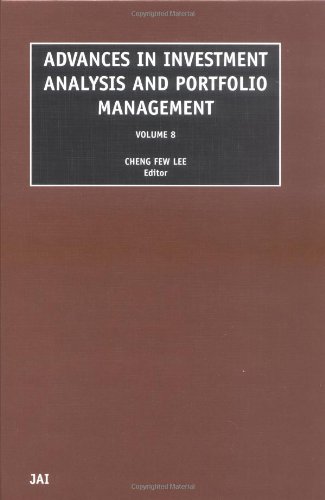 ADVANCES IN INVESTMENT
ANALYSIS AND PORTFOLIO
MANAGEMENT
VOLUME 8
CHENG FEW LEE
Editor
JAI